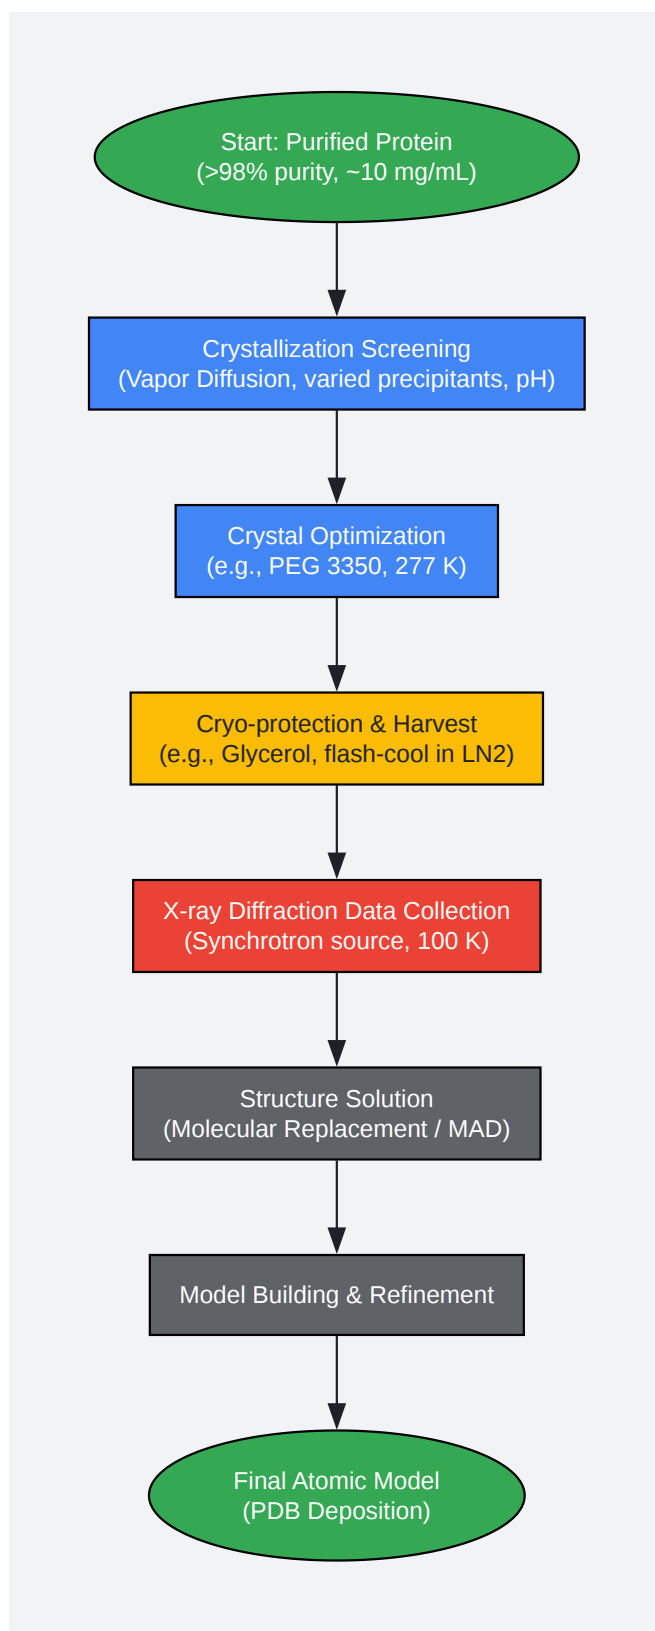 Start: Purified Protein
(>98% purity, ~10 mg/mL)
Crystallization Screening
(Vapor Diffusion, varied precipitants, pH)
Crystal Optimization
(e.g., PEG 3350, 277 K)
Cryo-protection & Harvest
(e.g., Glycerol, flash-cool in LN2)
X-ray Diffraction Data Collection
(Synchrotron source, 100 K)
Structure Solution
(Molecular Replacement / MAD)
Model Building & Refinement
Final Atomic Model
(PDB Deposition)